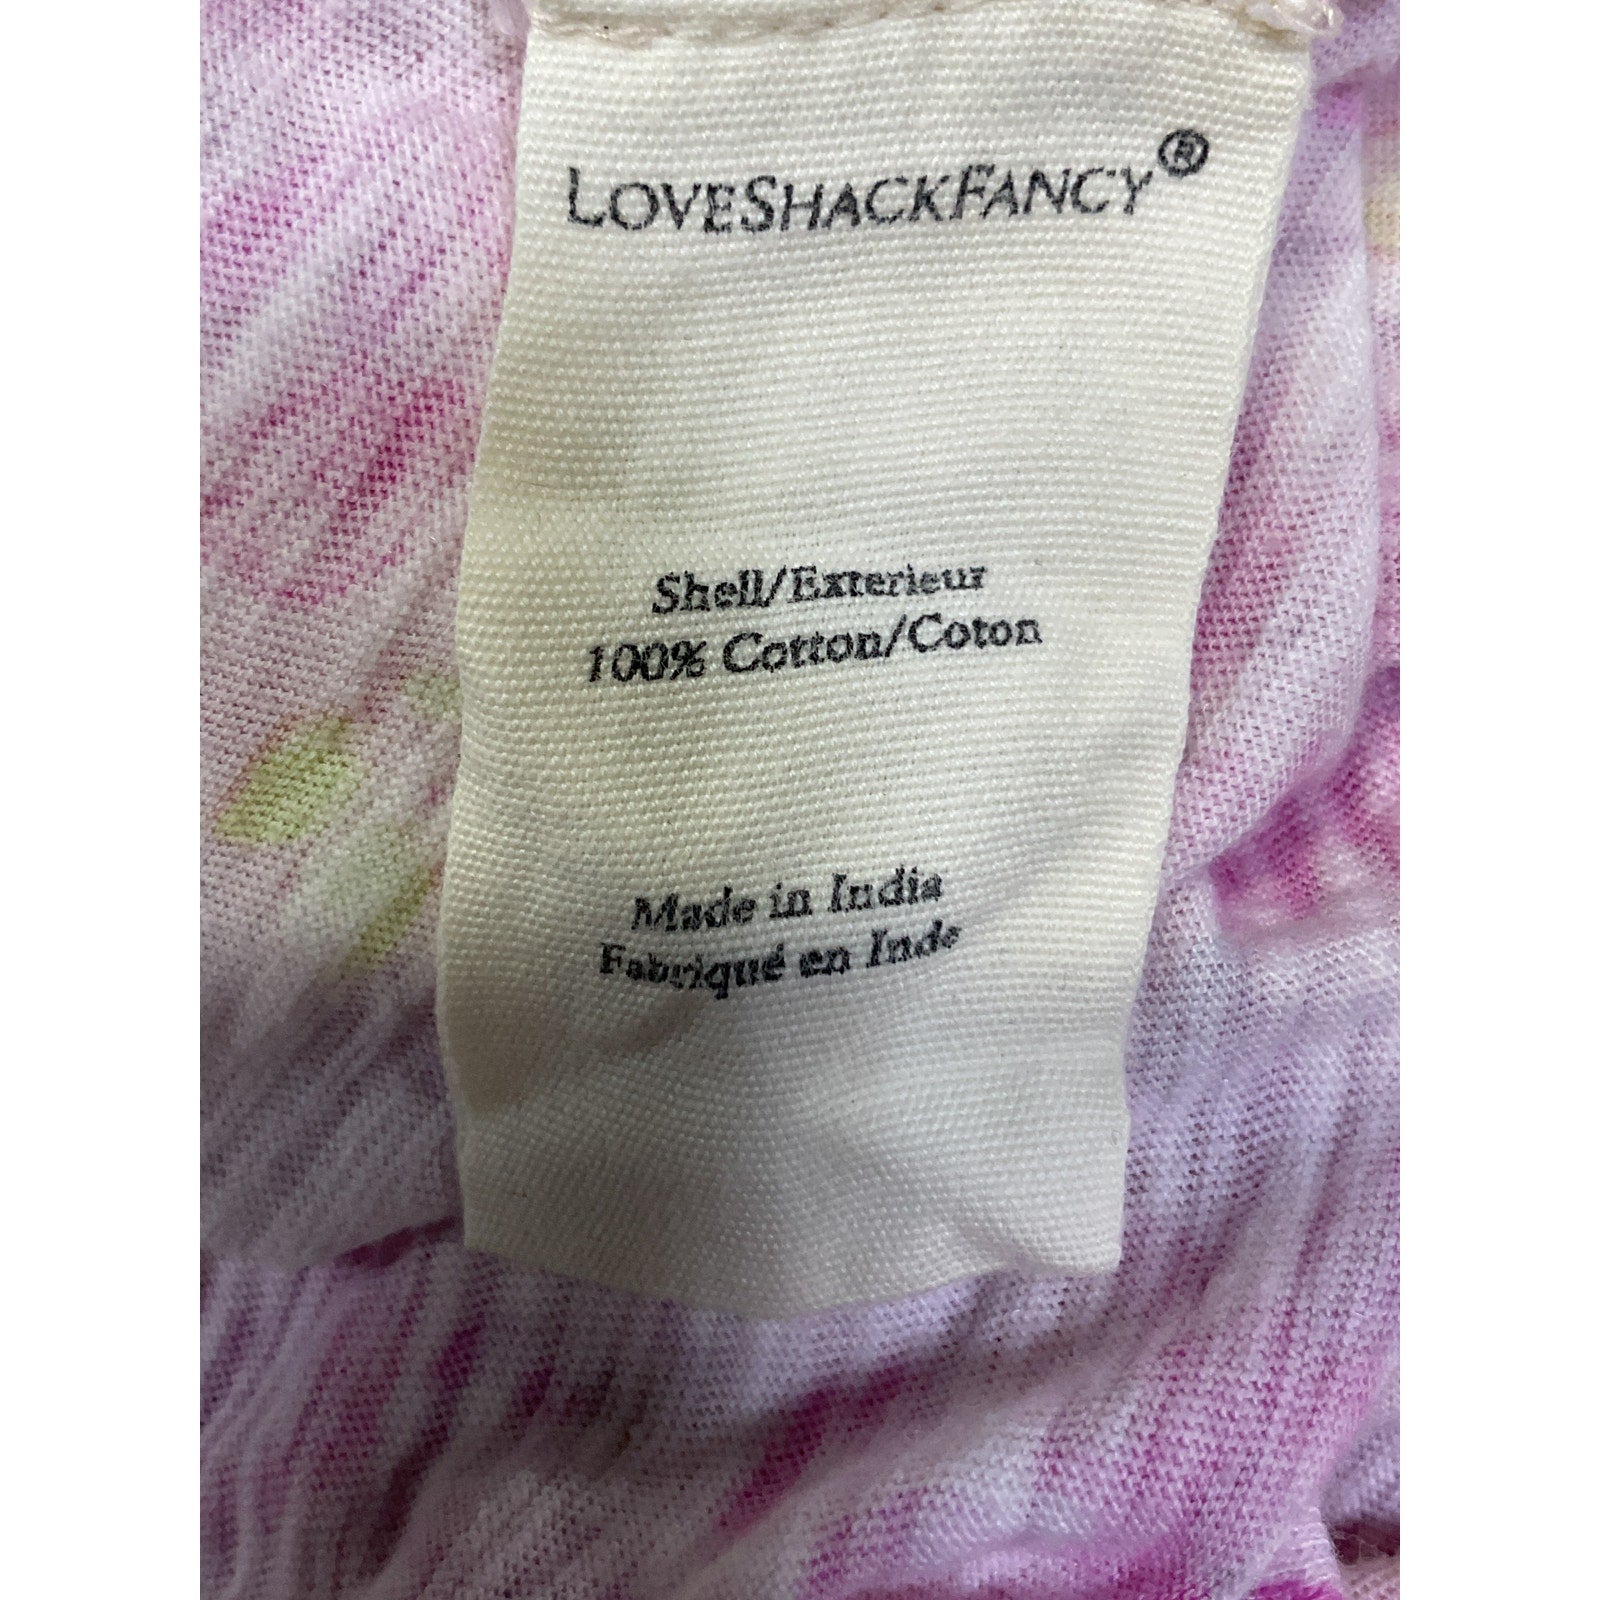 LOVESHACKFANCY®
Shell/Exterieur
100% Cotton/Coton
Made in India
Fabriqué en Inde